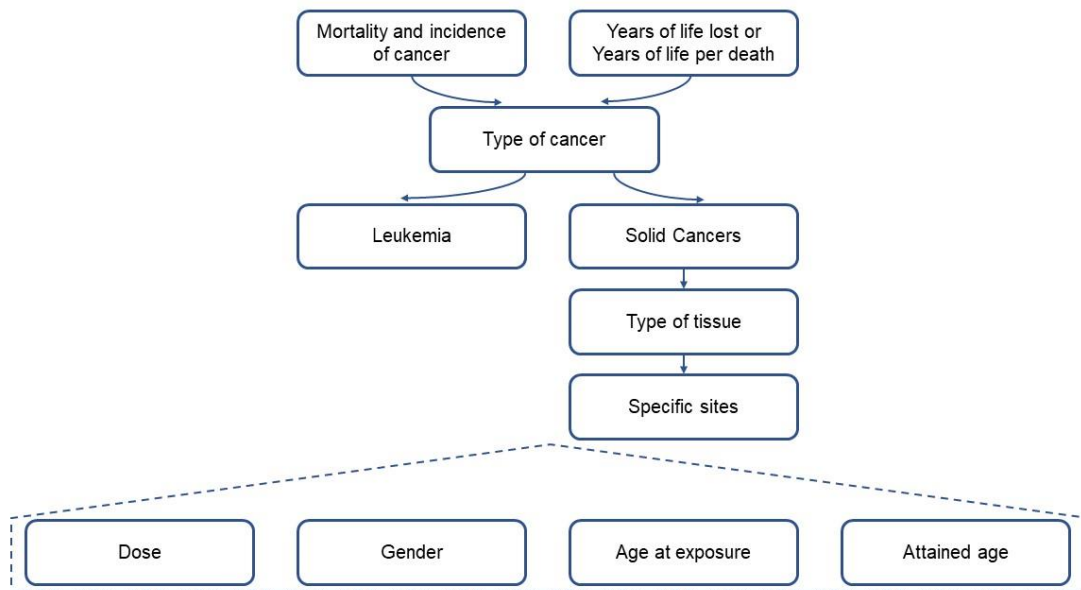 Mortality and incidence
of cancer
Years of life lost or
Years of life per death
Type of cancer
Leukemia
Solid Cancers
Type of tissue
Specific sites
Dose
Gender
Age at exposure
Attained age